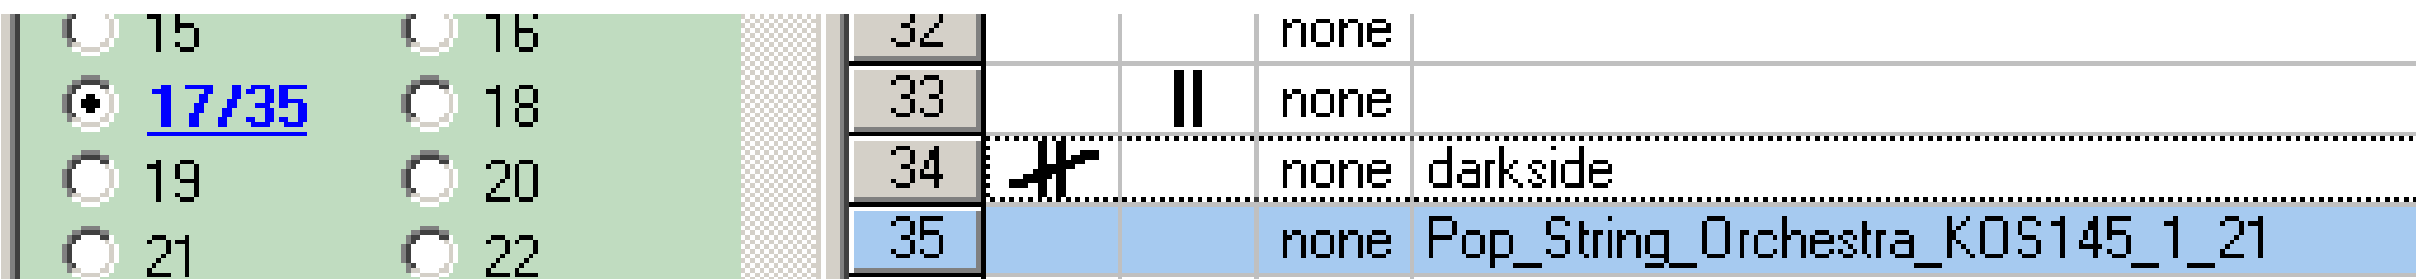 15 16 32 none
17/35 18 33 || none
19 20 34 none darkside
21 22 35 none Pop_String_Orchestra_KOS145_1_21